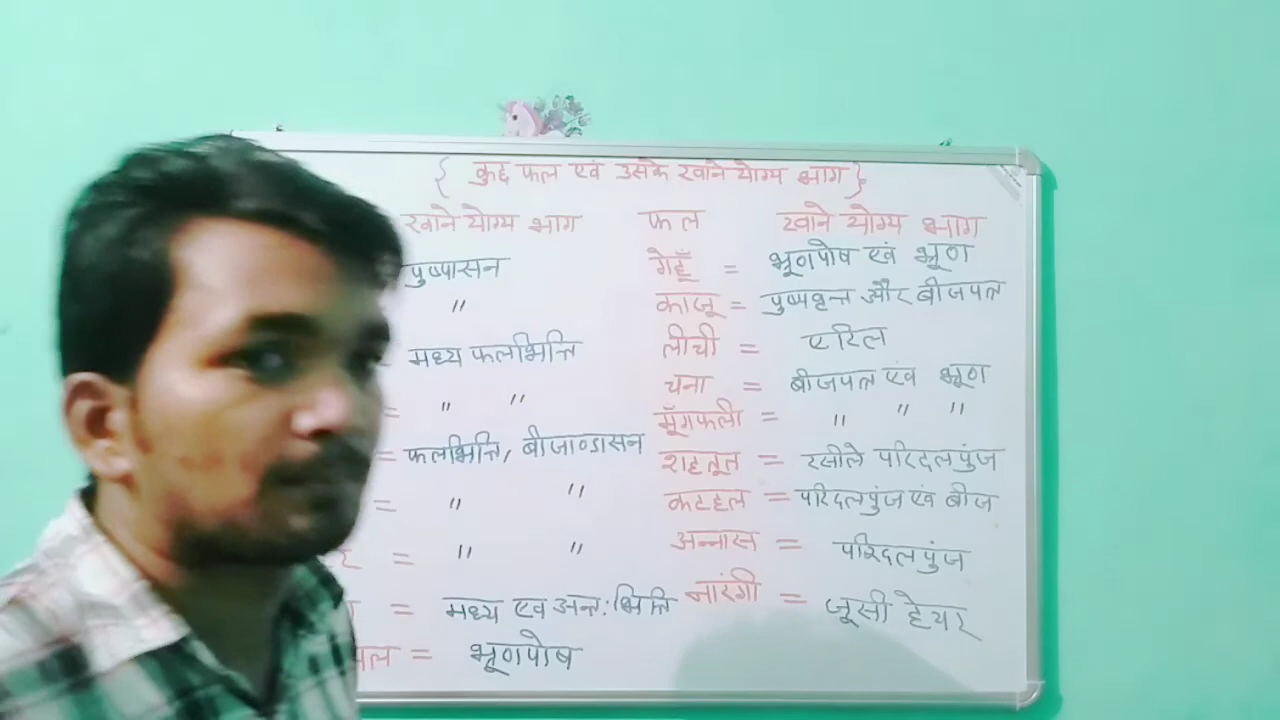 { कुछ फल एवं उसके खाने योग्य भाग }
खाने योग्य भाग फल खाने योग्य भाग
पुष्पासन गेहूँ = भ्रूणपोष एवं भ्रूण
" काजू = पुष्पवृन्त और बीजपत्र
मध्य फलभित्ति लीची = एरिल
चना = बीजपत्र एवं भ्रूण
= " " मूँगफली = " " "
= फलभित्ति, बीजाण्डासन शहतूत = रसीले परिदलपुंज
= " " कटहल = परिदलपुंज एवं बीज
= " " अन्नास = परिदलपुंज
= मध्य एवं अन्त: भित्ति नारंगी = जूसी हेयर
= भ्रूणपोष